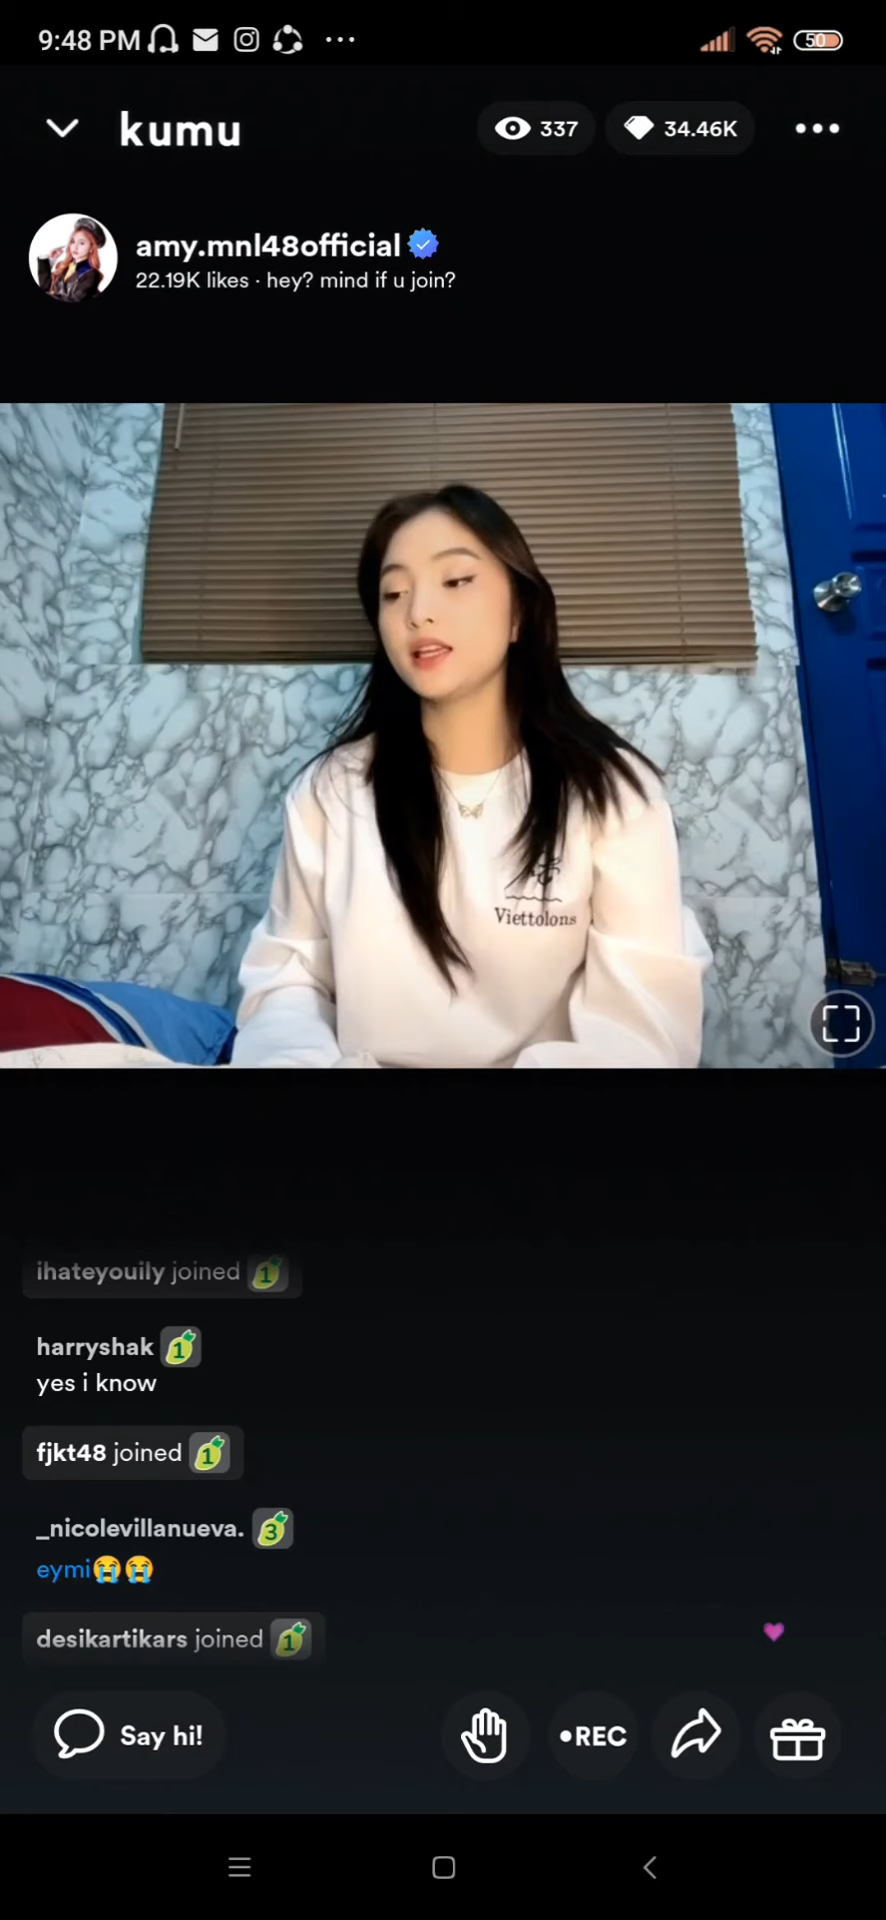 9:48 PM
50
kumu
337
34.46K
amy.mnl48official
22.19K likes · hey? mind if u join?
Viettolons
ihateyouily joined 1
harryshak 1
yes i know
fjkt48 joined 1
_nicolevillanueva. 3
eymi😭😭
desikartikars joined 1
Say hi!
•REC